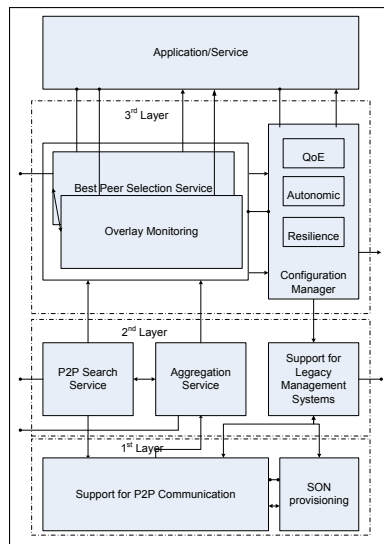 Application/Service
3rd Layer
Best Peer Selection Service
Overlay Monitoring
QoE
Autonomic
Resilience
Configuration
Manager
2nd Layer
P2P Search
Service
Aggregation
Service
Support for
Legacy
Management
Systems
1st Layer
Support for P2P Communication
SON
provisioning